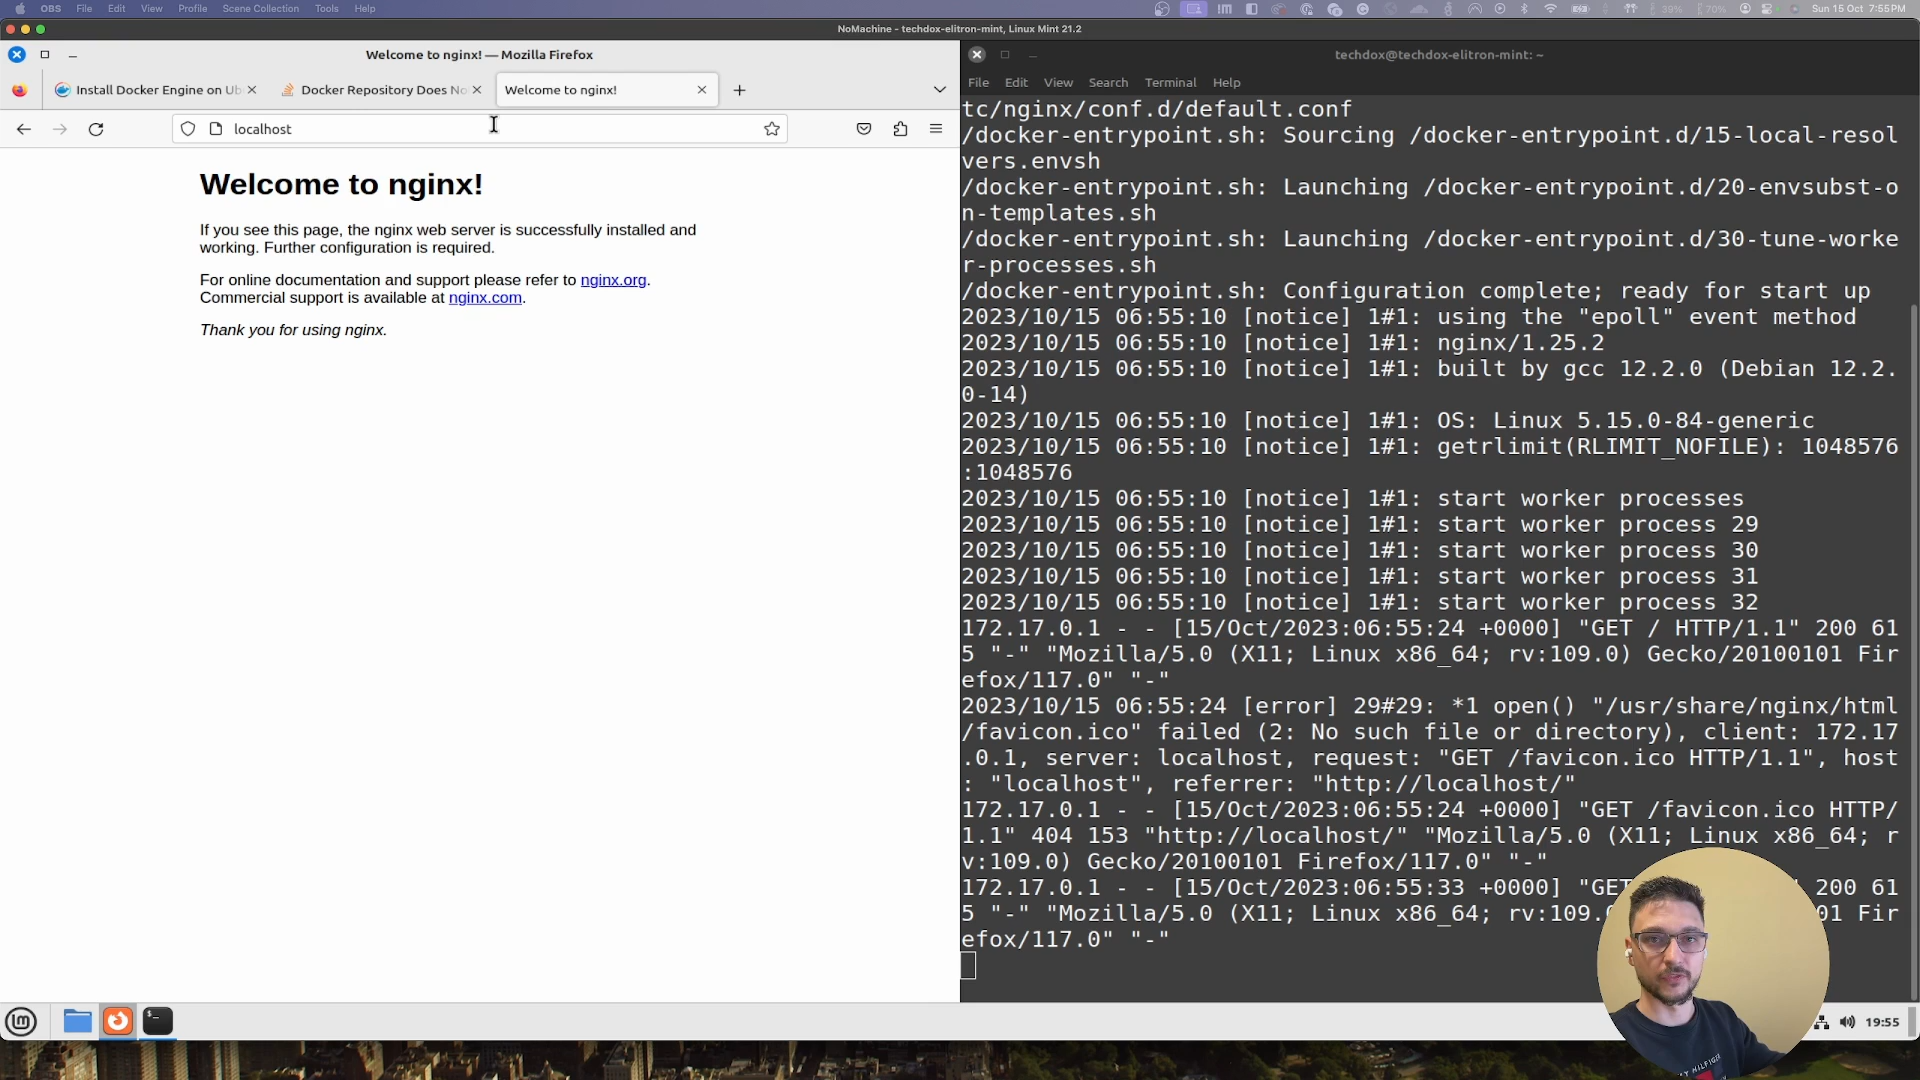 OBS File Edit View Profile Scene Collection Tools Help
39% 70% Sun 15 Oct 7:55 PM
NoMachine - techdox-elitron-mint, Linux Mint 21.2
Welcome to nginx! — Mozilla Firefox
Install Docker Engine on Ub
Docker Repository Does No
Welcome to nginx!
localhost
Welcome to nginx!
If you see this page, the nginx web server is successfully installed and
working. Further configuration is required.
For online documentation and support please refer to nginx.org.
Commercial support is available at nginx.com.
Thank you for using nginx.
techdox@techdox-elitron-mint: ~
File Edit View Search Terminal Help
tc/nginx/conf.d/default.conf
/docker-entrypoint.sh: Sourcing /docker-entrypoint.d/15-local-resol
vers.envsh
/docker-entrypoint.sh: Launching /docker-entrypoint.d/20-envsubst-o
n-templates.sh
/docker-entrypoint.sh: Launching /docker-entrypoint.d/30-tune-worke
r-processes.sh
/docker-entrypoint.sh: Configuration complete; ready for start up
2023/10/15 06:55:10 [notice] 1#1: using the "epoll" event method
2023/10/15 06:55:10 [notice] 1#1: nginx/1.25.2
2023/10/15 06:55:10 [notice] 1#1: built by gcc 12.2.0 (Debian 12.2.
0-14)
2023/10/15 06:55:10 [notice] 1#1: OS: Linux 5.15.0-84-generic
2023/10/15 06:55:10 [notice] 1#1: getrlimit(RLIMIT_NOFILE): 1048576
:1048576
2023/10/15 06:55:10 [notice] 1#1: start worker processes
2023/10/15 06:55:10 [notice] 1#1: start worker process 29
2023/10/15 06:55:10 [notice] 1#1: start worker process 30
2023/10/15 06:55:10 [notice] 1#1: start worker process 31
2023/10/15 06:55:10 [notice] 1#1: start worker process 32
172.17.0.1 - - [15/Oct/2023:06:55:24 +0000] "GET / HTTP/1.1" 200 61
5 "-" "Mozilla/5.0 (X11; Linux x86_64; rv:109.0) Gecko/20100101 Fir
efox/117.0" "-"
2023/10/15 06:55:24 [error] 29#29: *1 open() "/usr/share/nginx/html
/favicon.ico" failed (2: No such file or directory), client: 172.17
.0.1, server: localhost, request: "GET /favicon.ico HTTP/1.1", host
: "localhost", referrer: "http://localhost/"
172.17.0.1 - - [15/Oct/2023:06:55:24 +0000] "GET /favicon.ico HTTP/
1.1" 404 153 "http://localhost/" "Mozilla/5.0 (X11; Linux x86_64; r
v:109.0) Gecko/20100101 Firefox/117.0" "-"
172.17.0.1 - - [15/Oct/2023:06:55:33 +0000] "GET 200 61
5 "-" "Mozilla/5.0 (X11; Linux x86_64; rv:109. 01 Fir
efox/117.0" "-"
19:55